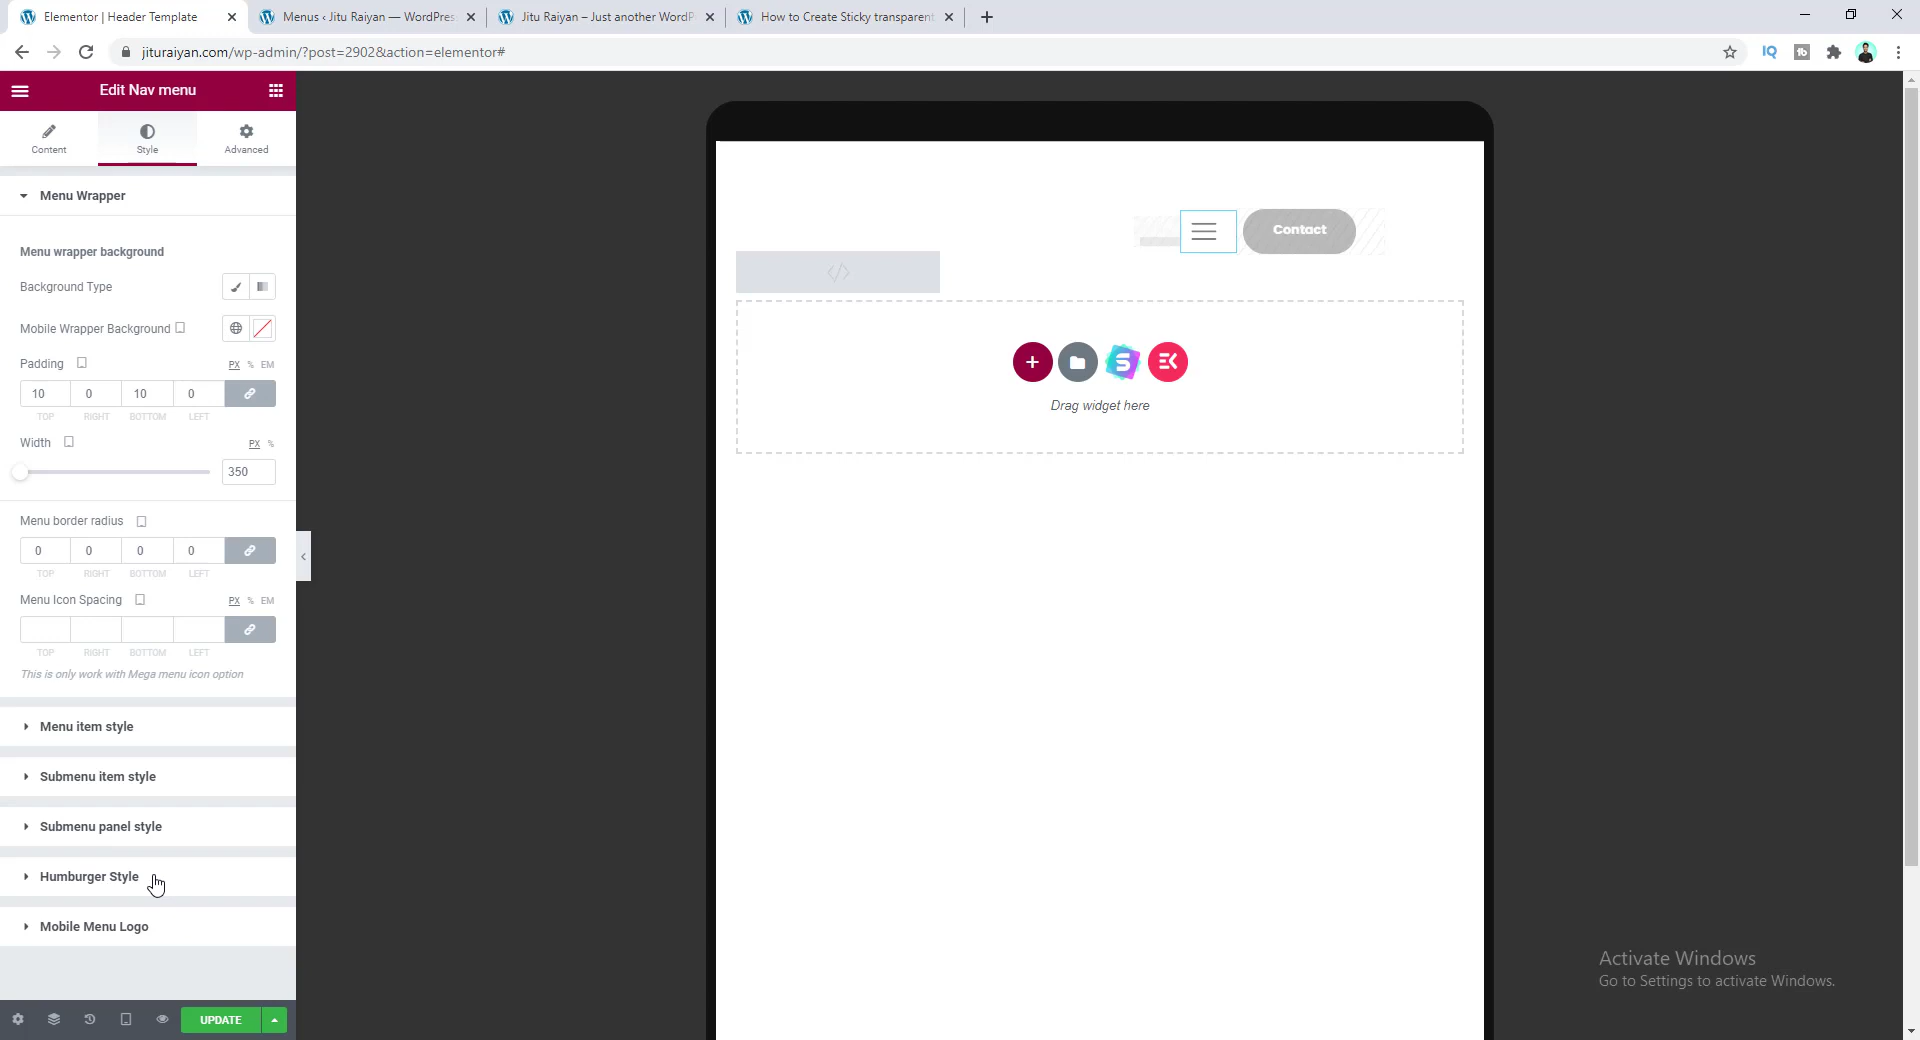 Elementor | Header Template
Menus ‹ Jitu Raiyan — WordPres
Jitu Raiyan – Just another WordP
How to Create Sticky transparent
jituraiyan.com/wp-admin/?post=2902&action=elementor#
Edit Nav menu
Content
Style
Advanced
Menu Wrapper
Menu wrapper background
Background Type
Mobile Wrapper Background
Padding
PX % EM
10 0 10 0
TOP RIGHT BOTTOM LEFT
Width
PX %
350
Menu border radius
0 0 0 0
TOP RIGHT BOTTOM LEFT
Menu Icon Spacing
PX % EM
TOP RIGHT BOTTOM LEFT
This is only work with Mega menu icon option
Menu item style
Submenu item style
Submenu panel style
Humburger Style
Mobile Menu Logo
UPDATE
Contact
Drag widget here
Activate Windows
Go to Settings to activate Windows.